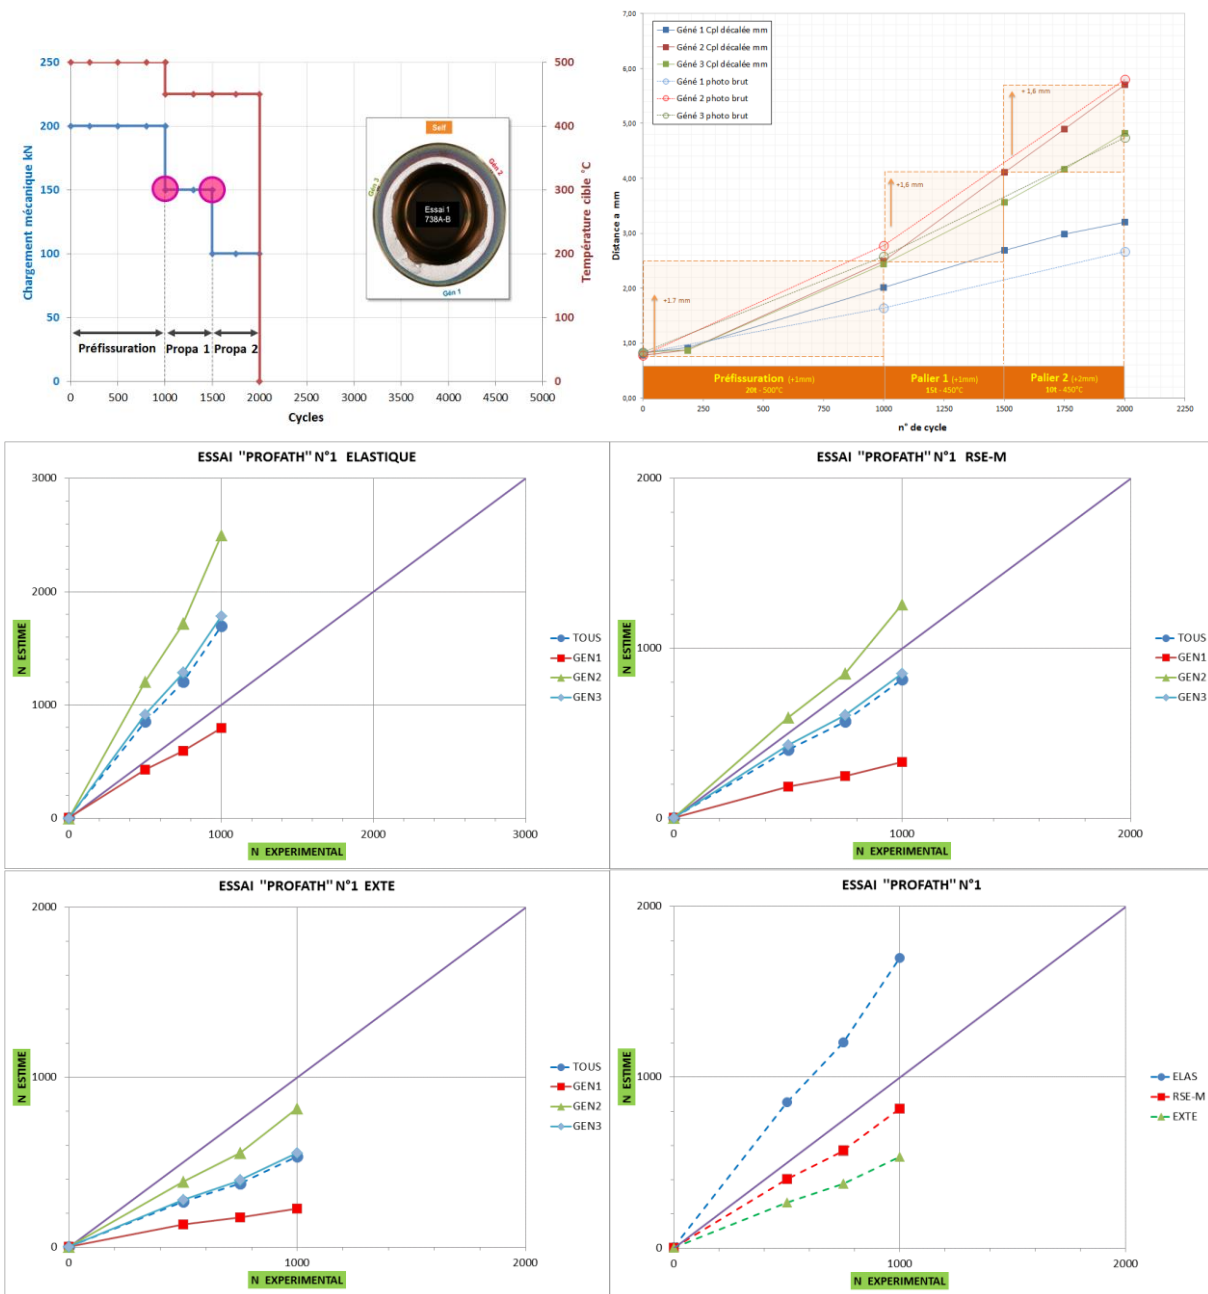 250
200
150
100
50
0
Chargement mécanique kN
500
400
300
200
100
0
Température cible °C
Préfissuration
Propa 1
Propa 2
0
500
1000
1500
2000
2500
3000
3500
4000
4500
5000
Cycles
Self
Gén 3
Gén 2
Essai 1
738A-B
Gén 1
7,00
6,00
5,00
4,00
3,00
2,00
1,00
0,00
Distance a mm
Géné 1 Cpl décalée mm
Géné 2 Cpl décalée mm
Géné 3 Cpl décalée mm
Géné 1 photo brut
Géné 2 photo brut
Géné 3 photo brut
+1.7 mm
+1,6 mm
+ 1,6 mm
Préfissuration (+1mm)
20t - 500°C
Palier 1 (+1mm)
15t - 450°C
Palier 2 (+2mm)
10t - 450°C
0
250
500
750
1000
1250
1500
1750
2000
2250
n° de cycle
ESSAI "PROFATH" N°1 ELASTIQUE
3000
2000
1000
0
N ESTIME
0
1000
2000
3000
N EXPERIMENTAL
TOUS
GEN1
GEN2
GEN3
ESSAI "PROFATH" N°1 RSE-M
2000
1000
0
N ESTIME
0
1000
2000
N EXPERIMENTAL
TOUS
GEN1
GEN2
GEN3
ESSAI "PROFATH" N°1 EXTE
2000
1000
0
N ESTIME
0
1000
2000
N EXPERIMENTAL
TOUS
GEN1
GEN2
GEN3
ESSAI "PROFATH" N°1
2000
1000
0
N ESTIME
0
1000
2000
N EXPERIMENTAL
ELAS
RSE-M
EXTE